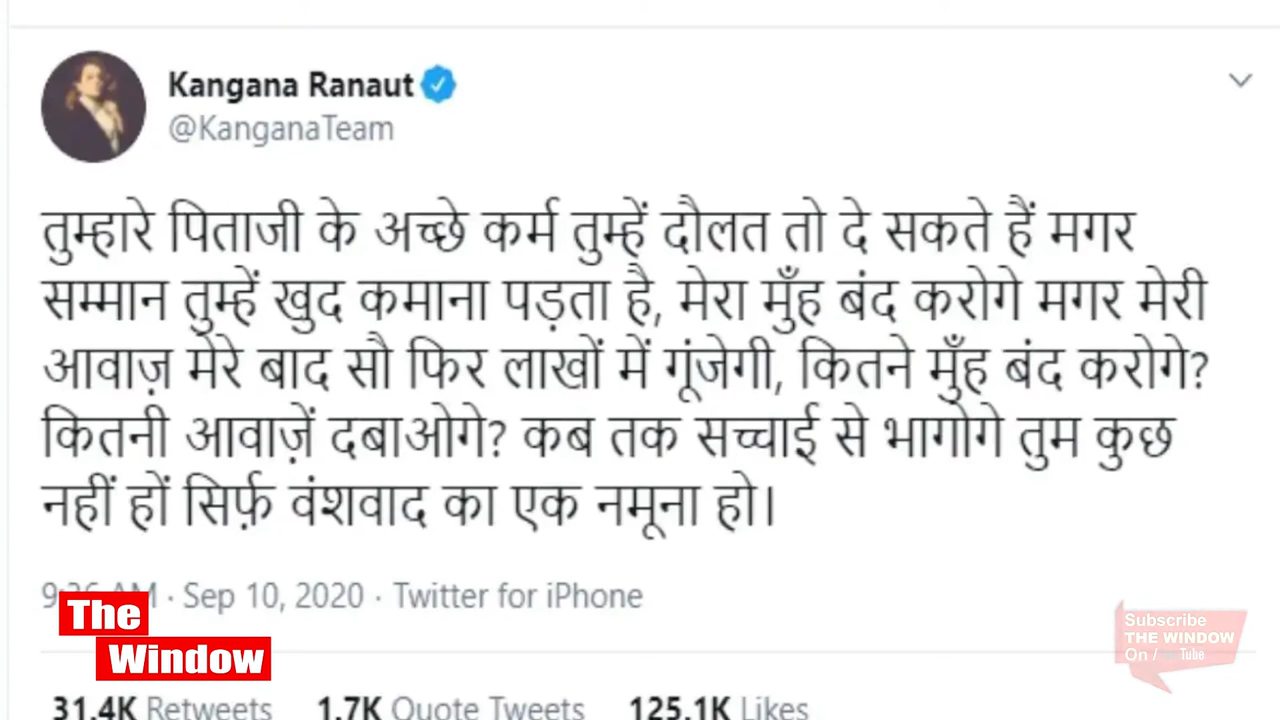 Kangana Ranaut
@KanganaTeam
तुम्हारे पिताजी के अच्छे कर्म तुम्हें दौलत तो दे सकते हैं मगर
सम्मान तुम्हें खुद कमाना पड़ता है, मेरा मुँह बंद करोगे मगर मेरी
आवाज़ मेरे बाद सौ फिर लाखों में गूंजेगी, कितने मुँह बंद करोगे?
कितनी आवाज़ें दबाओगे? कब तक सच्चाई से भागोगे तुम कुछ
नहीं हों सिर्फ़ वंशवाद का एक नमूना हो।
· Sep 10, 2020 · Twitter for iPhone
The
Window
Subscribe
THE WINDOW
On / YouTube
31.4K Retweets 1.7K Quote Tweets 125.1K Likes